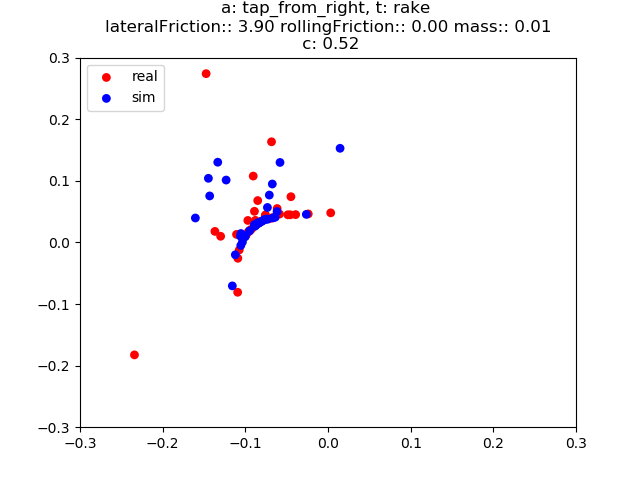 a: tap_from_right, t: rake
lateralFriction:: 3.90 rollingFriction:: 0.00 mass:: 0.01
c: 0.52
real
sim
0.3
0.2
0.1
0.0
−0.1
−0.2
−0.3
−0.3
−0.2
−0.1
0.0
0.1
0.2
0.3